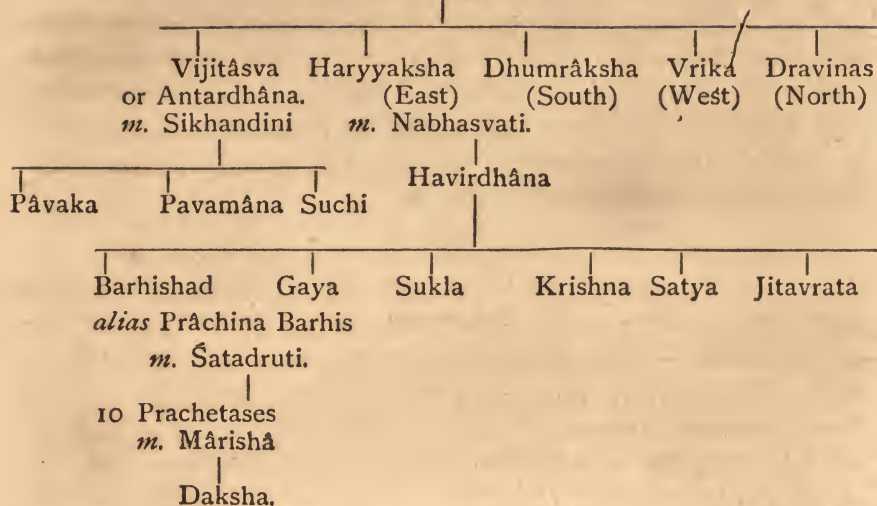 Vijitâsva Haryyaksha Dhumrâksha Vrika Dravinas
or Antardhâna. (East) (South) (West) (North)
m. Sikhandini m. Nabhasvati.
Havirdhâna
Pâvaka Pavamâna Suchi
Barhishad Gaya Sukla Krishna Satya Jitavrata
alias Prâchina Barhis
m. Śatadruti.
10 Prachetases
m. Mârishâ
Daksha.